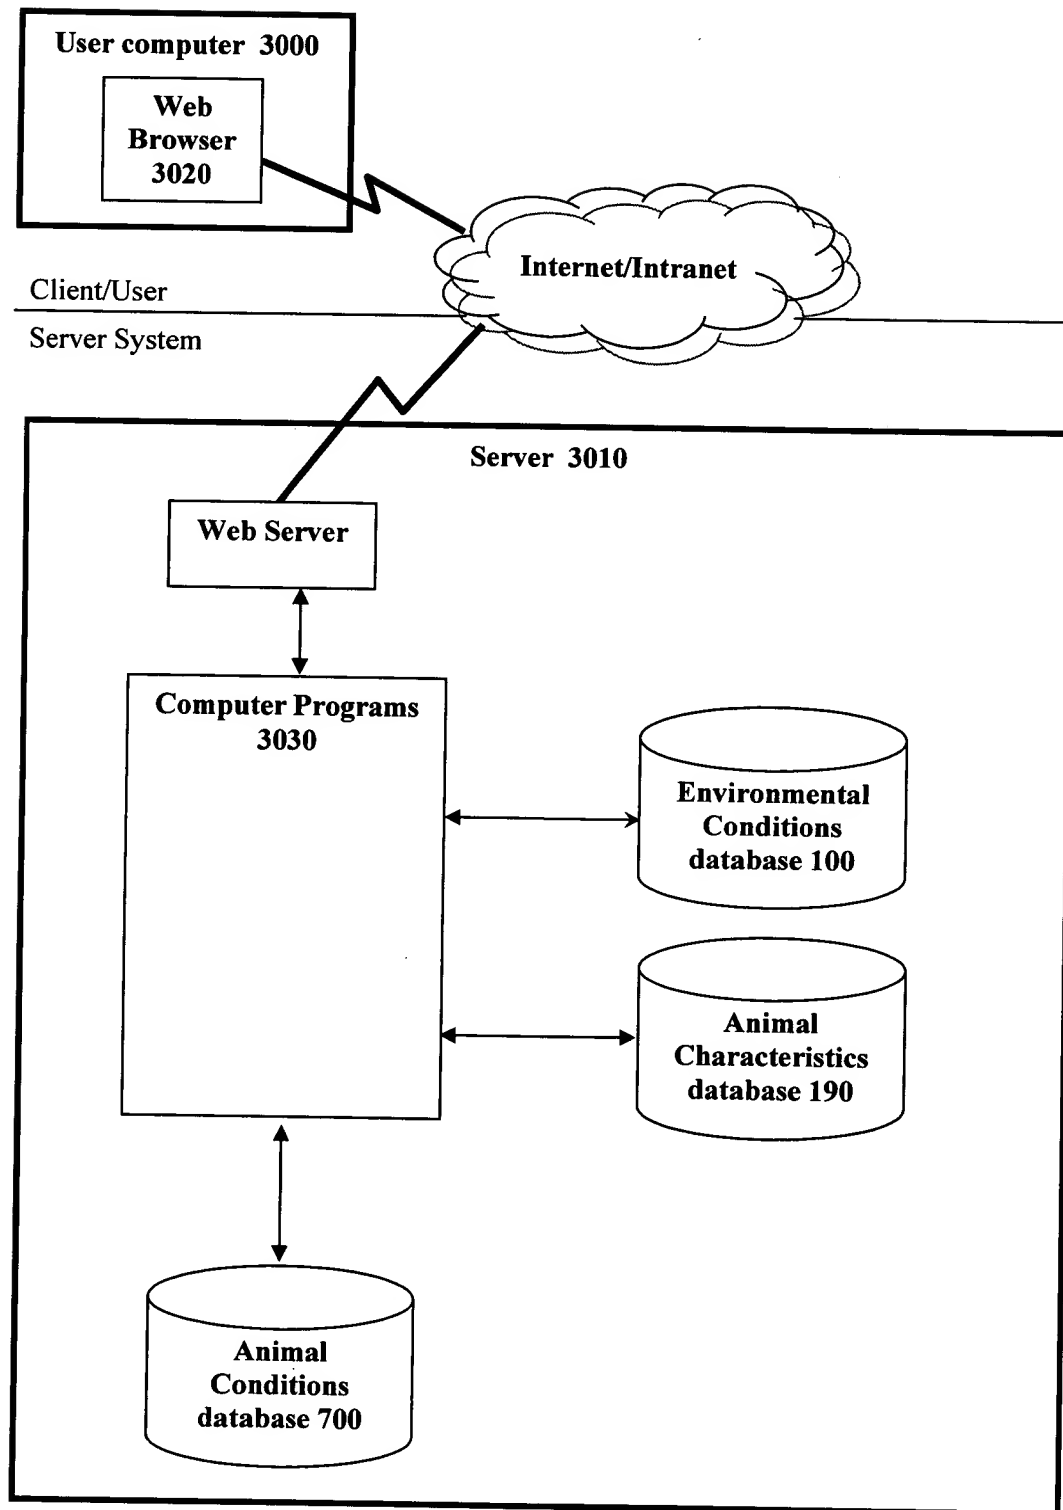 User computer 3000
Web
Browser
3020
Internet/Intranet
Client/User
Server System
Server 3010
Web Server
Computer Programs
3030
Environmental
Conditions
database 100
Animal
Characteristics
database 190
Animal
Conditions
database 700